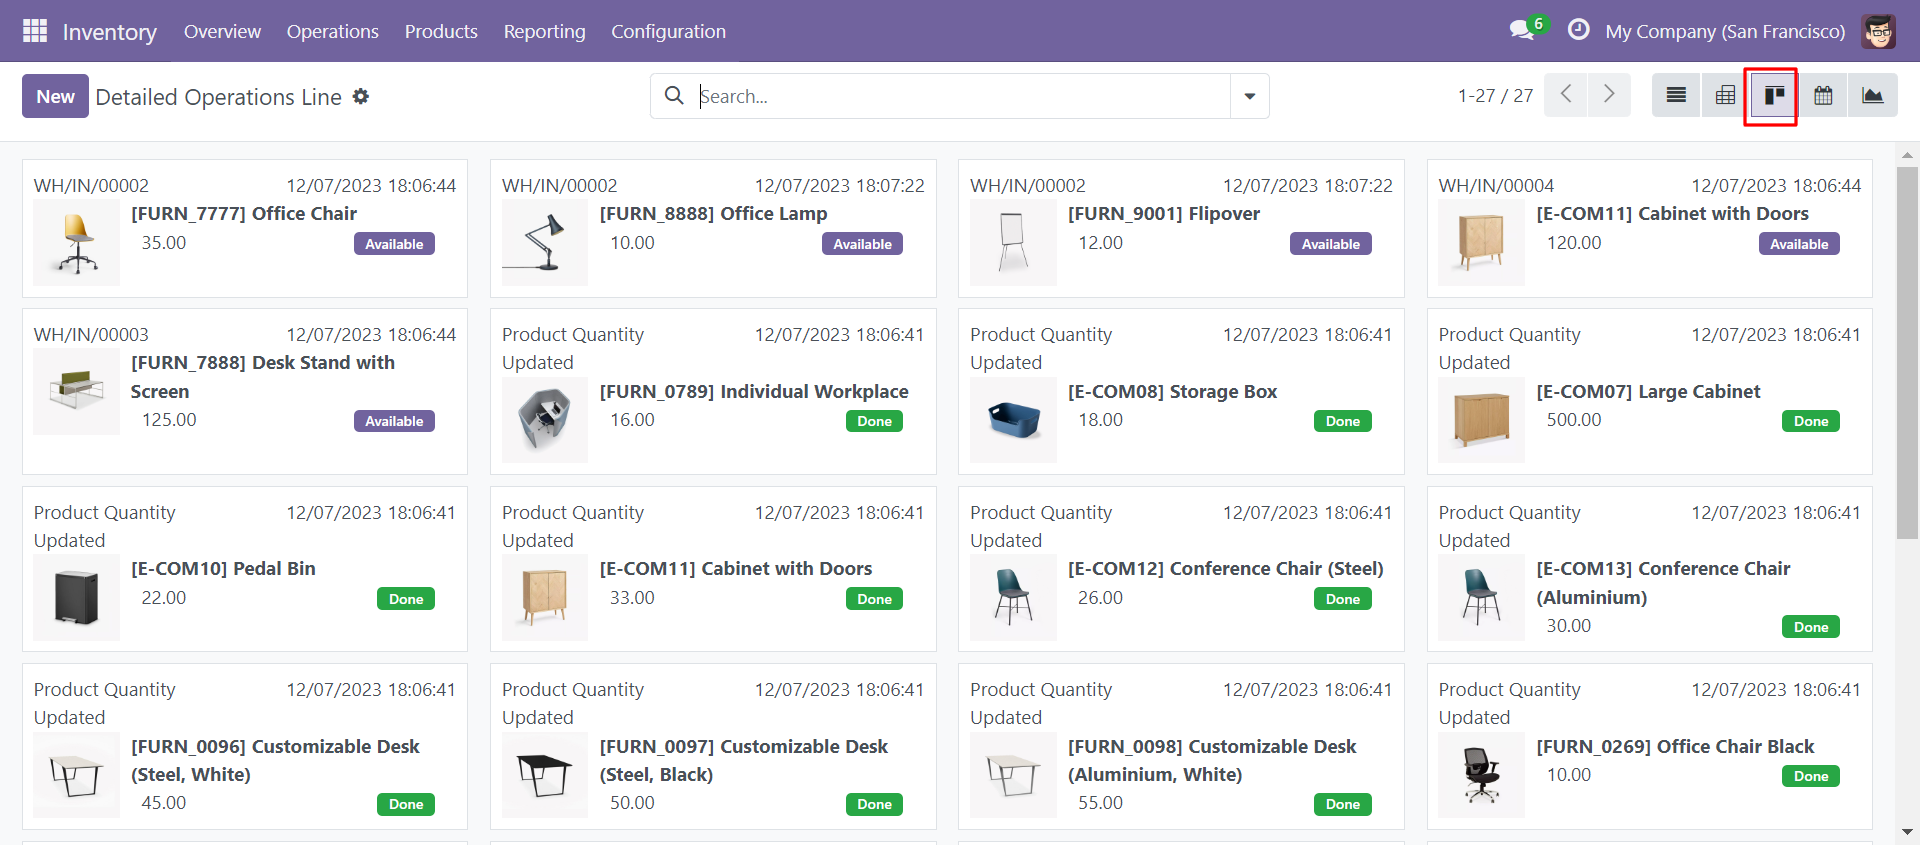 Inventory Overview Operations Products Reporting Configuration 6 My Company (San Francisco)
New Detailed Operations Line Search... 1-27 / 27
WH/IN/00002 12/07/2023 18:06:44
[FURN_7777] Office Chair
35.00 Available
WH/IN/00002 12/07/2023 18:07:22
[FURN_8888] Office Lamp
10.00 Available
WH/IN/00002 12/07/2023 18:07:22
[FURN_9001] Flipover
12.00 Available
WH/IN/00004 12/07/2023 18:06:44
[E-COM11] Cabinet with Doors
120.00 Available
WH/IN/00003 12/07/2023 18:06:44
[FURN_7888] Desk Stand with
Screen
125.00 Available
Product Quantity 12/07/2023 18:06:41
Updated
[FURN_0789] Individual Workplace
16.00 Done
Product Quantity 12/07/2023 18:06:41
Updated
[E-COM08] Storage Box
18.00 Done
Product Quantity 12/07/2023 18:06:41
Updated
[E-COM07] Large Cabinet
500.00 Done
Product Quantity 12/07/2023 18:06:41
Updated
[E-COM10] Pedal Bin
22.00 Done
Product Quantity 12/07/2023 18:06:41
Updated
[E-COM11] Cabinet with Doors
33.00 Done
Product Quantity 12/07/2023 18:06:41
Updated
[E-COM12] Conference Chair (Steel)
26.00 Done
Product Quantity 12/07/2023 18:06:41
Updated
[E-COM13] Conference Chair
(Aluminium)
30.00 Done
Product Quantity 12/07/2023 18:06:41
Updated
[FURN_0096] Customizable Desk
(Steel, White)
45.00 Done
Product Quantity 12/07/2023 18:06:41
Updated
[FURN_0097] Customizable Desk
(Steel, Black)
50.00 Done
Product Quantity 12/07/2023 18:06:41
Updated
[FURN_0098] Customizable Desk
(Aluminium, White)
55.00 Done
Product Quantity 12/07/2023 18:06:41
Updated
[FURN_0269] Office Chair Black
10.00 Done